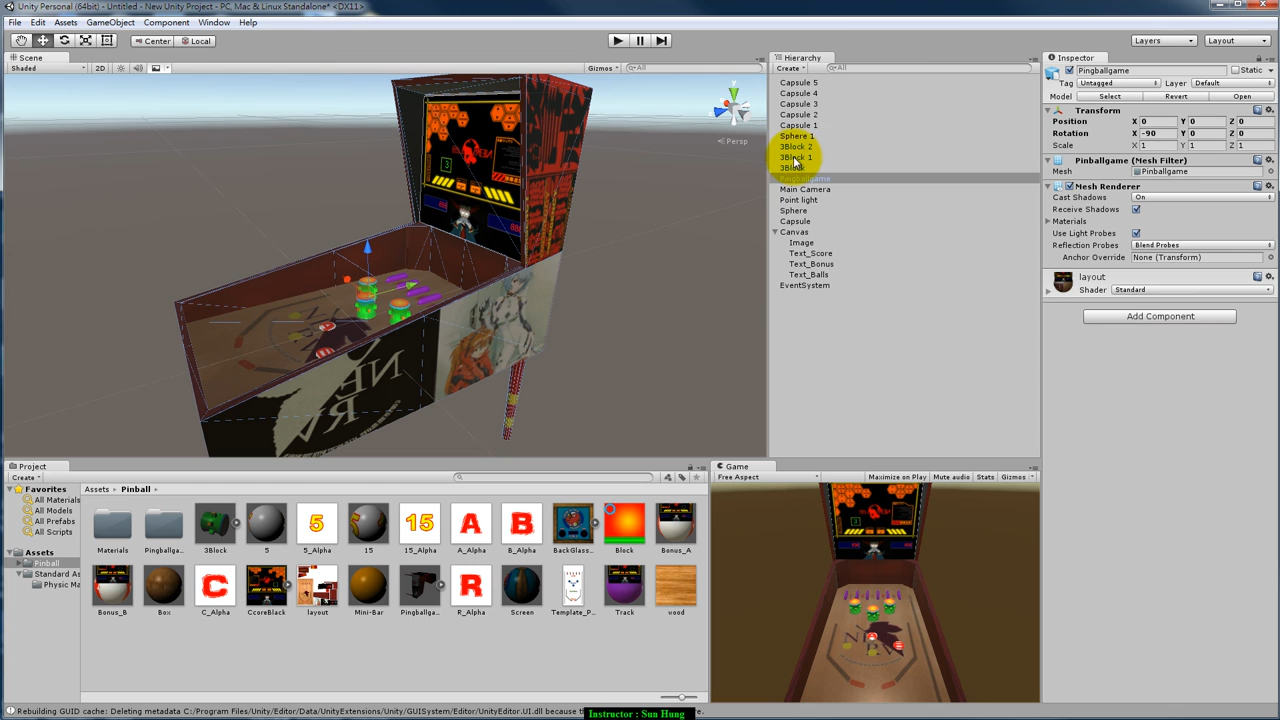 Unity Personal (64bit) - Untitled - New Unity Project - PC, Mac & Linux Standalone* <DX11>
File Edit Assets GameObject Component Window Help
Center Local Layers Layout
Scene
Shaded 2D Gizmos All
NERV
3
Persp
Hierarchy
Create All
Capsule 5
Capsule 4
Capsule 3
Capsule 2
Capsule 1
Sphere 1
3Block 2
3Block 1
3Block
Pingballgame
Main Camera
Point light
Sphere
Capsule
Canvas
Image
Text_Score
Text_Bonus
Text_Balls
EventSystem
Inspector
Pingballgame Static
Tag Untagged Layer Default
Model Select Revert Open
Transform
Position X 0 Y 0 Z 0
Rotation X -90 Y 0 Z 0
Scale X 1 Y 1 Z 1
Pinballgame (Mesh Filter)
Mesh Pinballgame
Mesh Renderer
Cast Shadows On
Receive Shadows
Materials
Use Light Probes
Reflection Probes Blend Probes
Anchor Override None (Transform)
layout
Shader Standard
Add Component
Project
Create
Favorites
All Materials
All Models
All Prefabs
All Scripts
Assets
Pinball
Standard As
Physic Ma
Assets Pinball
5 15 A B
Materials Pingballga... 3Block 5 5_Alpha 15 15_Alpha A_Alpha B_Alpha BackGlass... Block Bonus_A
C R
Bonus_B Box C_Alpha CcoreBlack layout Mini-Bar Pingballga... R_Alpha Screen Template_P... Track wood
Game
Free Aspect Maximize on Play Mute audio Stats Gizmos
Rebuilding GUID cache: Deleting metadata C:/Program Files/Unity/Editor/Data/UnityExtensions/Unity/GUISystem/Editor/UnityEditor.UI.dll because
Instructor : Sun Hung